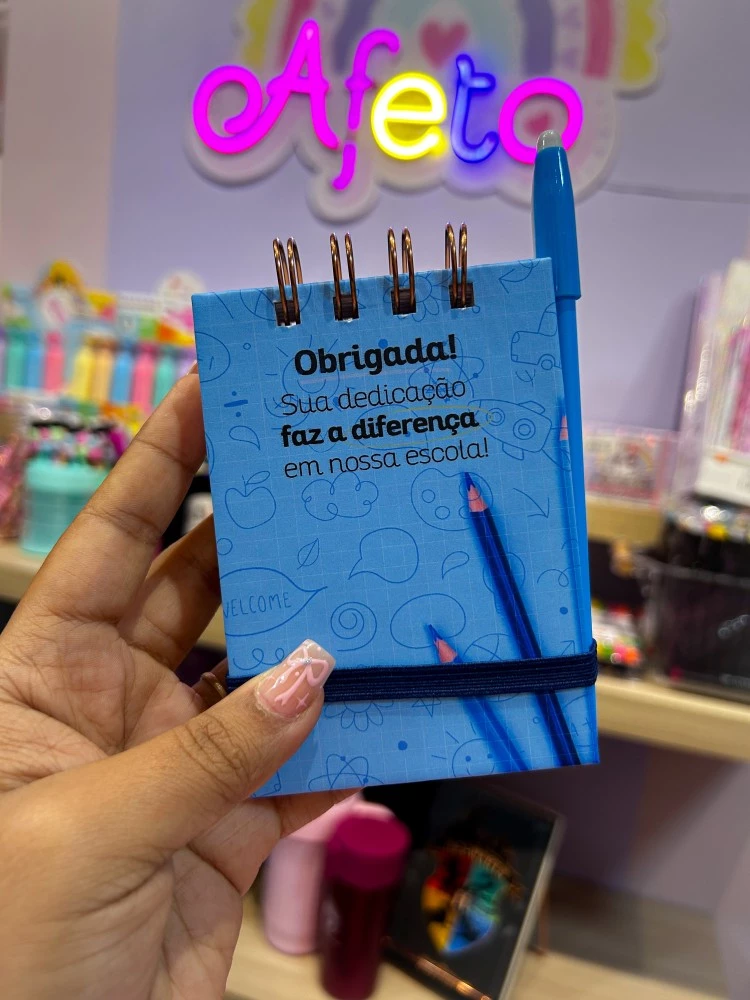 Afeto
Obrigada!
Sua dedicação
faz a diferença
em nossa escola!
WELCOME